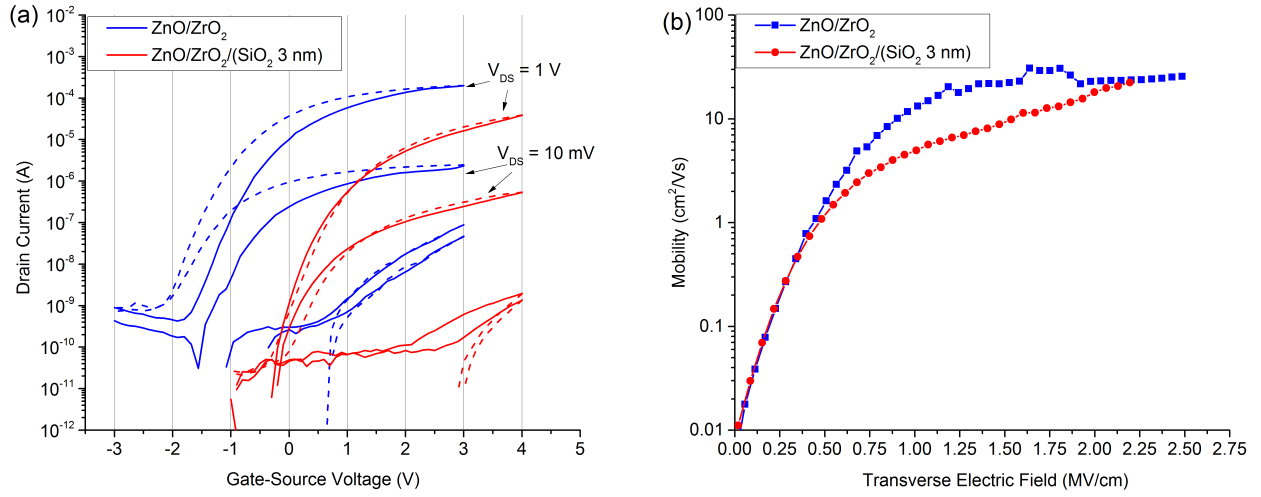 (a)
ZnO/ZrO2
ZnO/ZrO2/(SiO2 3 nm)
VDS = 1 V
VDS = 10 mV
Drain Current (A)
10-2
10-3
10-4
10-5
10-6
10-7
10-8
10-9
10-10
10-11
10-12
-3 -2 -1 0 1 2 3 4 5
Gate-Source Voltage (V)
(b)
ZnO/ZrO2
ZnO/ZrO2/(SiO2 3 nm)
Moblity (cm2/Vs)
100
10
1
0.1
0.01
0.00 0.25 0.50 0.75 1.00 1.25 1.50 1.75 2.00 2.25 2.50 2.75
Transverse Electric Field (MV/cm)